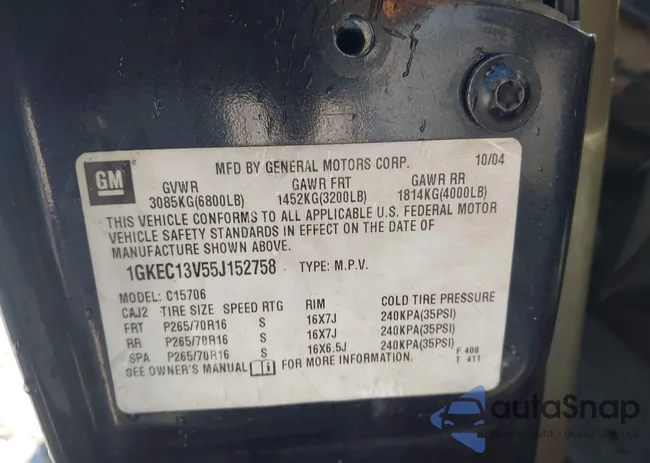 GM
MFD BY GENERAL MOTORS CORP. 10/04
GVWR GAWR FRT GAWR RR
3085KG(6800LB) 1452KG(3200LB) 1814KG(4000LB)
THIS VEHICLE CONFORMS TO ALL APPLICABLE U.S. FEDERAL MOTOR
VEHICLE SAFETY STANDARDS IN EFFECT ON THE DATE OF
MANUFACTURE SHOWN ABOVE.
1GKEC13V55J152758 TYPE: M.P.V.
MODEL: C15706
CAJ2 TIRE SIZE SPEED RTG RIM COLD TIRE PRESSURE
FRT P265/70R16 S 16X7J 240KPA(35PSI)
RR P265/70R16 S 16X7J 240KPA(35PSI)
SPA P265/70R16 S 16X6.5J 240KPA(35PSI)
SEE OWNER'S MANUAL FOR MORE INFORMATION.
F 408
T 411
autoSnap